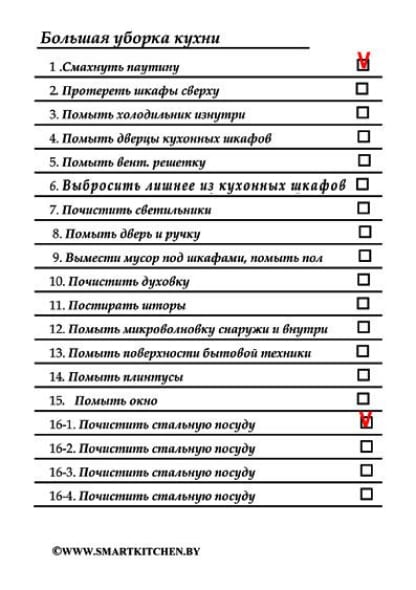 Большая уборка кухни
1 .Смахнуть паутину
2. Протереть шкафы сверху
3. Помыть холодильник изнутри
4. Помыть дверцы кухонных шкафов
5. Помыть вент. решетку
6. Выбросить лишнее из кухонных шкафов
7. Почистить светильники
8. Помыть дверь и ручку
9. Вымести мусор под шкафами, помыть пол
10. Почистить духовку
11. Постирать шторы
12. Помыть микроволновку снаружи и внутри
13. Помыть поверхности бытовой техники
14. Помыть плинтусы
15. Помыть окно
16-1. Почистить стальную посуду
16-2. Почистить стальную посуду
16-3. Почистить стальную посуду
16-4. Почистить стальную посуду
©WWW.SMARTKITCHEN.BY